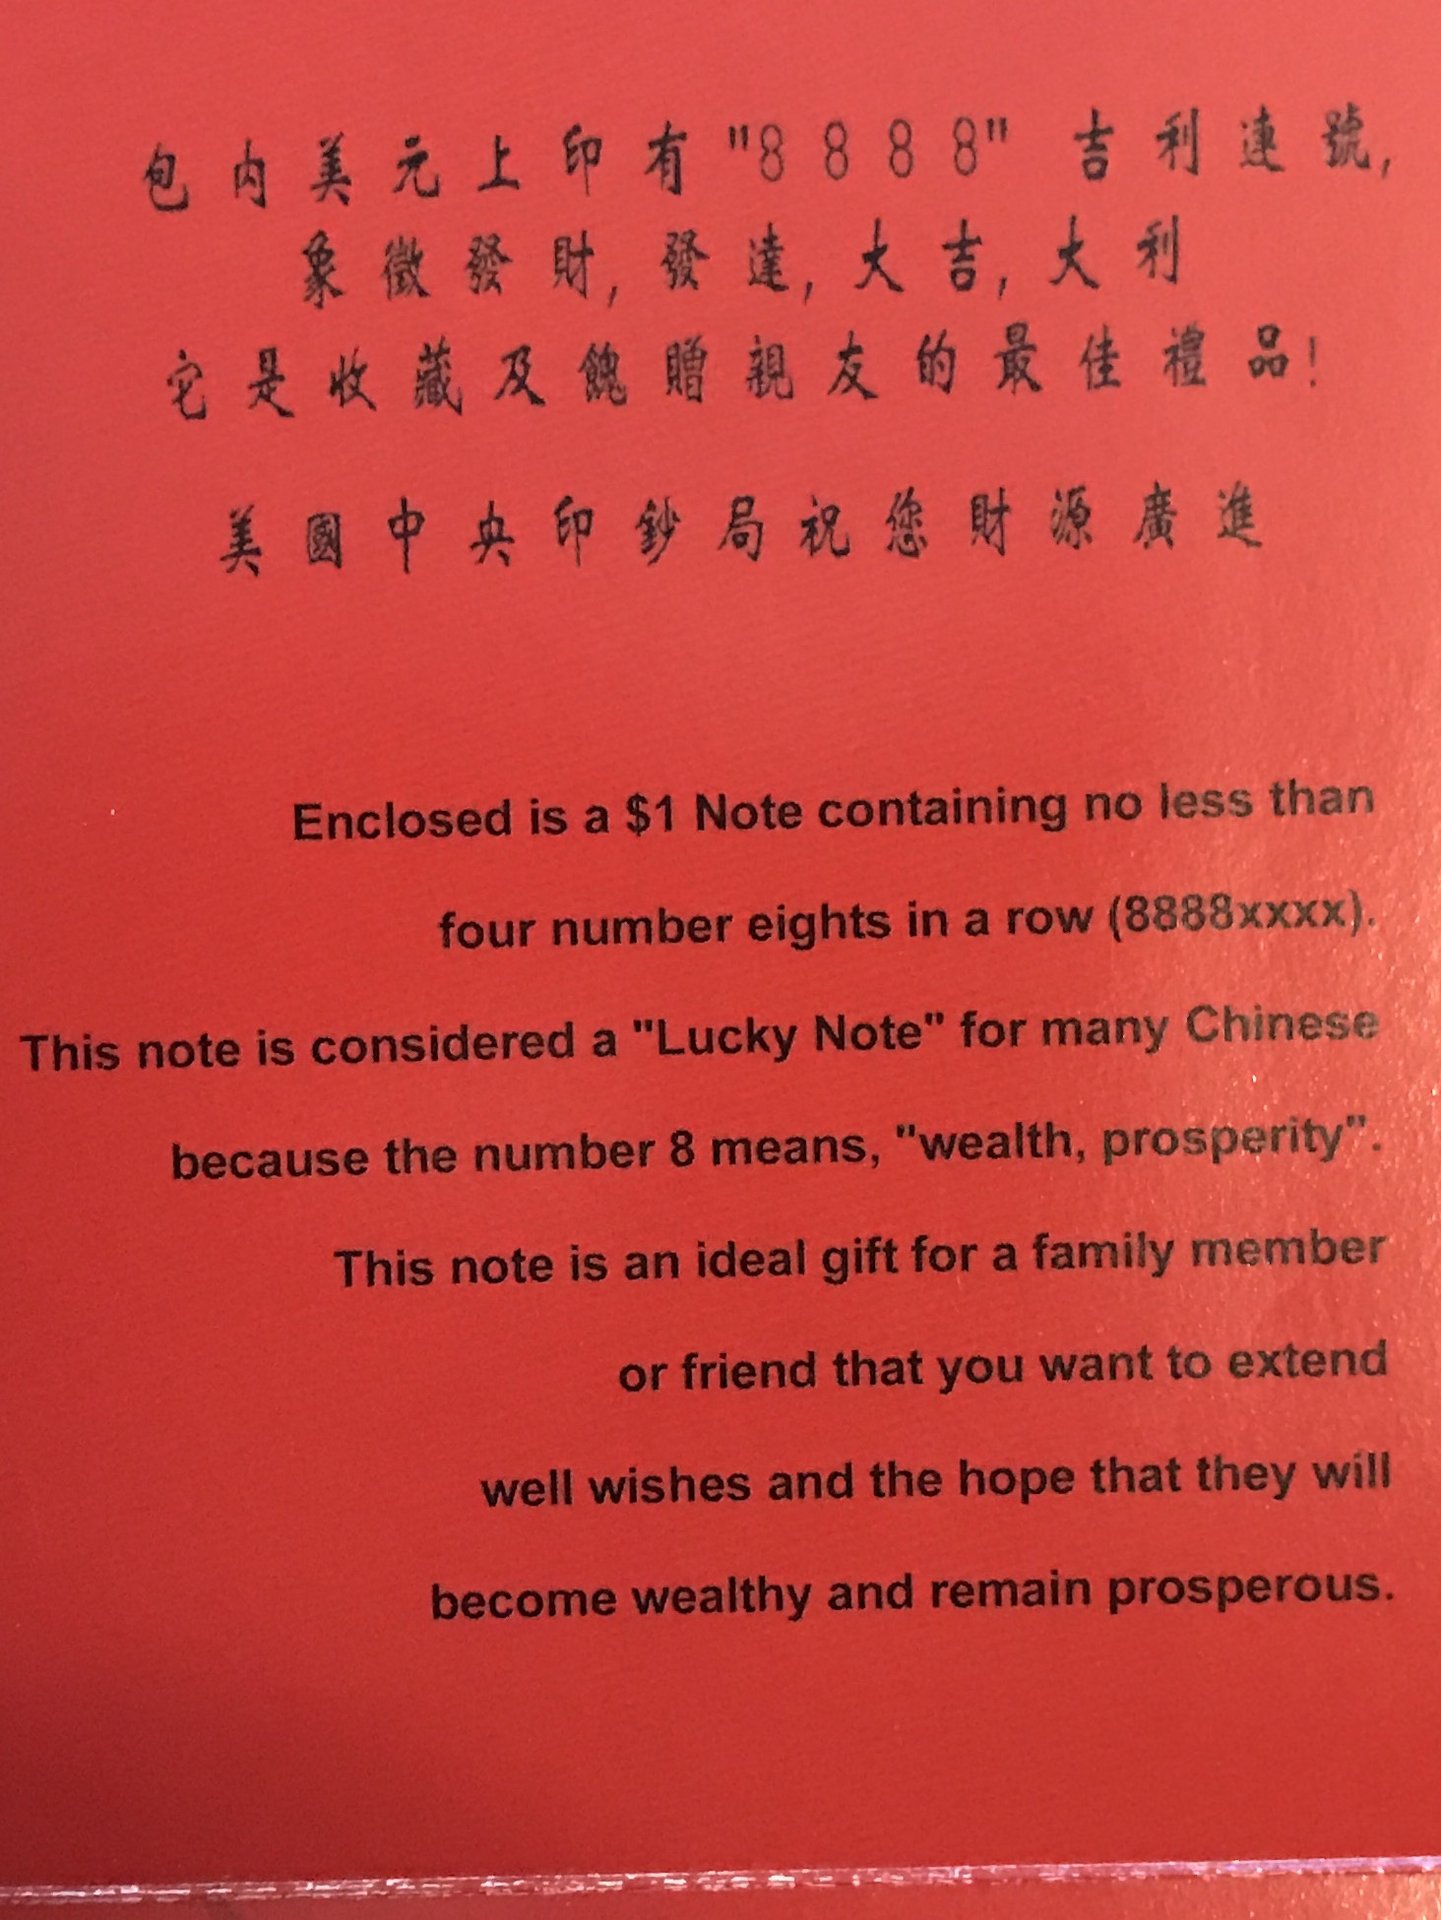 包內美元上印有"8888"吉利連號,
象徵發財,發達,大吉,大利
它是收藏及餽贈親友的最佳禮品!
美國中央印鈔局祝您財源廣進
Enclosed is a $1 Note containing no less than
four number eights in a row (8888xxxx).
This note is considered a "Lucky Note" for many Chinese
because the number 8 means, "wealth, prosperity".
This note is an ideal gift for a family member
or friend that you want to extend
well wishes and the hope that they will
become wealthy and remain prosperous.